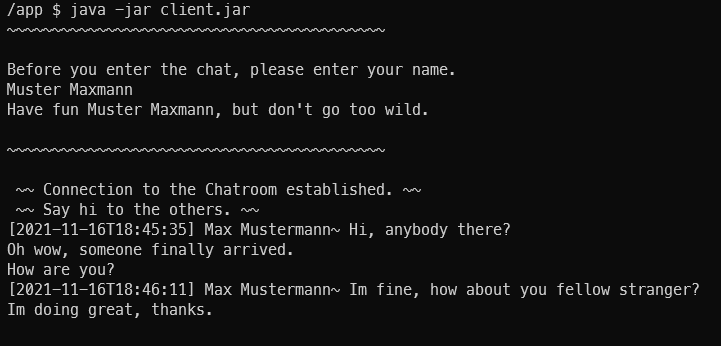 /app $ java -jar client.jar
~~~~~~~~~~~~~~~~~~~~~~~~~~~~~~~~~~~~~~~~~~
Before you enter the chat, please enter your name.
Muster Maxmann
Have fun Muster Maxmann, but don't go too wild.
~~~~~~~~~~~~~~~~~~~~~~~~~~~~~~~~~~~~~~~~~~
~~ Connection to the Chatroom established. ~~
~~ Say hi to the others. ~~
[2021-11-16T18:45:35] Max Mustermann~ Hi, anybody there?
Oh wow, someone finally arrived.
How are you?
[2021-11-16T18:46:11] Max Mustermann~ Im fine, how about you fellow stranger?
Im doing great, thanks.